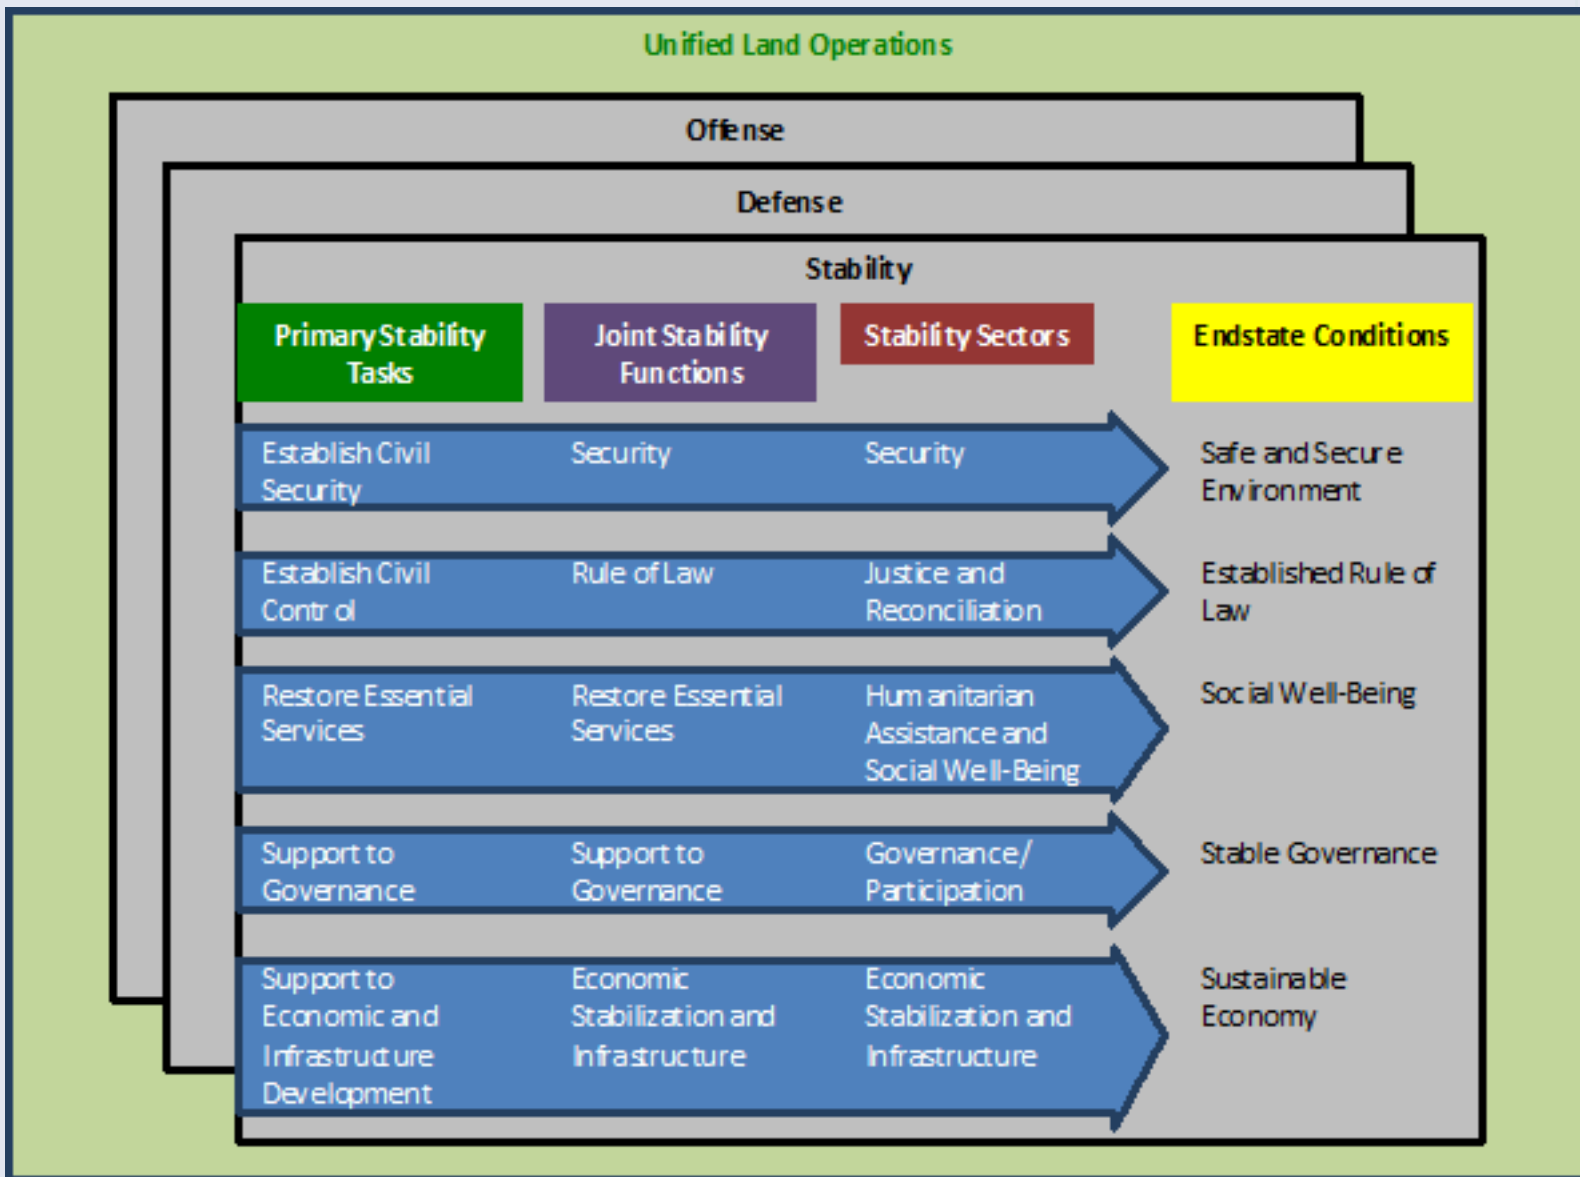 Unified Land Operations
Offense
Defense
Stability
Primary Stability
Tasks
Joint Stability
Functions
Stability Sectors
Endstate Conditions
Establish Civil
Security
Security
Security
Safe and Secure
Environment
Establish Civil
Control
Rule of Law
Justice and
Reconciliation
Established Rule of
Law
Restore Essential
Services
Restore Essential
Services
Humanitarian
Assistance and
Social Well-Being
Social Well-Being
Support to
Governance
Support to
Governance
Governance/
Participation
Stable Governance
Support to
Economic and
Infrastructure
Development
Economic
Stabilization and
Infrastructure
Economic
Stabilization and
Infrastructure
Sustainable
Economy